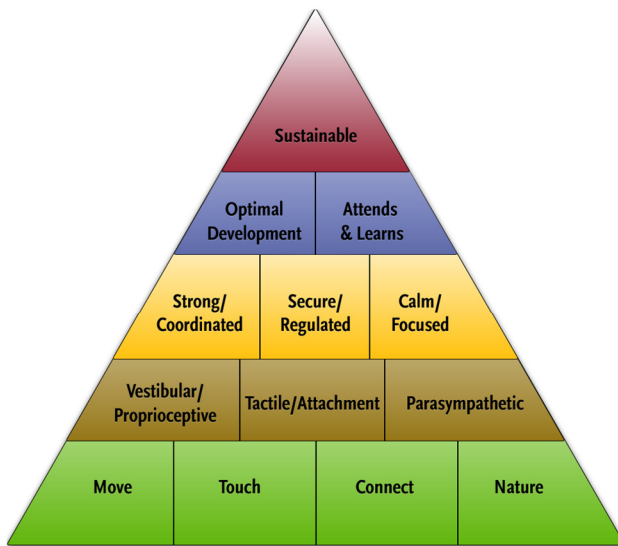 Sustainable
Optimal
Development
Attends
& Learns
Strong/
Coordinated
Secure/
Regulated
Calm/
Focused
Vestibular/
Proprioceptive
Tactile/Attachment
Parasympathetic
Move
Touch
Connect
Nature